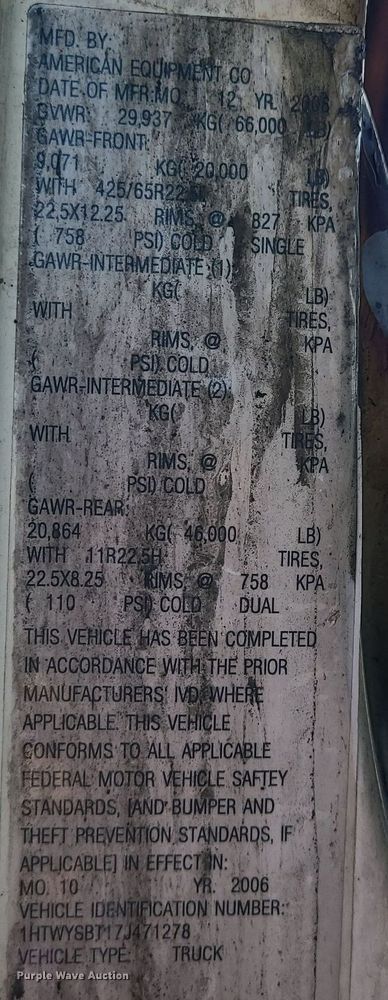 MFD. BY:
AMERICAN EQUIPMENT CO
DATE OF MFR:MO. 12 YR. 2006
GVWR: 29,937 KG( 66,000 LB)
GAWR-FRONT:
9,071 KG( 20,000 LB)
WITH 425/65R22.5L TIRES,
22.5X12.25 RIMS, @ 827 KPA
( 758 PSI) COLD SINGLE
GAWR-INTERMEDIATE (1)
KG( LB)
WITH TIRES,
RIMS, @ KPA
( PSI) COLD
GAWR-INTERMEDIATE (2)
KG( LB)
WITH TIRES,
RIMS, @ KPA
( PSI) COLD
GAWR-REAR:
20,864 KG( 46,000 LB)
WITH 11R22.5H TIRES,
22.5X8.25 RIMS, @ 758 KPA
( 110 PSI) COLD DUAL
THIS VEHICLE HAS BEEN COMPLETED
IN ACCORDANCE WITH THE PRIOR
MANUFACTURERS' IVD, WHERE
APPLICABLE. THIS VEHICLE
CONFORMS TO ALL APPLICABLE
FEDERAL MOTOR VEHICLE SAFTEY
STANDARDS, [AND BUMPER AND
THEFT PREVENTION STANDARDS, IF
APPLICABLE] IN EFFECT IN:
MO. 10 YR. 2006
VEHICLE IDENTIFICATION NUMBER:
1HTWYSBT17J471278
VEHICLE TYPE: TRUCK
Purple Wave Auction